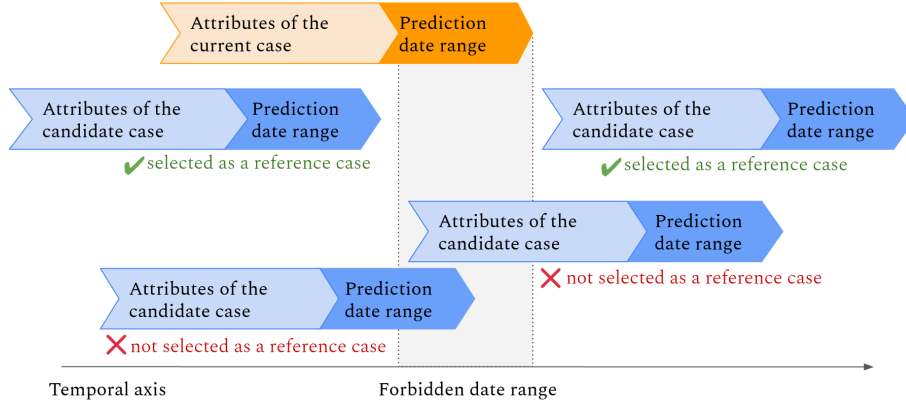 Attributes of the
current case
Prediction
date range
Attributes of the
candidate case
Prediction
date range
selected as a reference case
Attributes of the
candidate case
Prediction
date range
selected as a reference case
Attributes of the
candidate case
Prediction
date range
not selected as a reference case
Attributes of the
candidate case
Prediction
date range
not selected as a reference case
Temporal axis
Forbidden date range